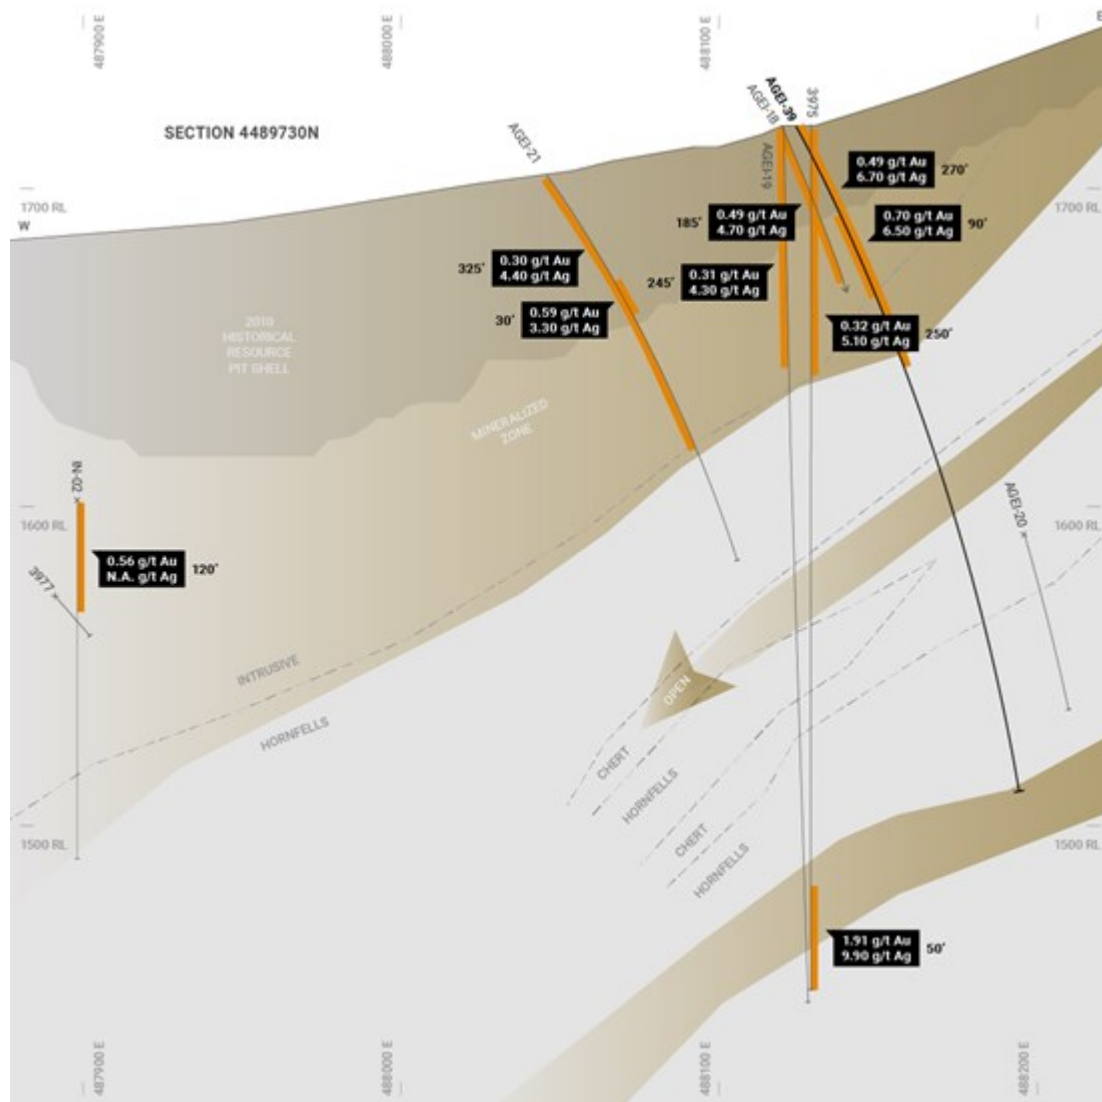 487900 E
488000 E
488100 E
E
SECTION 4489730N
AGEI-21
AGEI-18
AGEI-39
3975
AGEI-19
1700 RL
W
1700 RL
0.49 g/t Au
6.70 g/t Ag
270'
185'
0.49 g/t Au
4.70 g/t Ag
0.70 g/t Au
6.50 g/t Ag
90'
325'
0.30 g/t Au
4.40 g/t Ag
245'
0.31 g/t Au
4.30 g/t Ag
30'
0.59 g/t Au
3.30 g/t Ag
0.32 g/t Au
5.10 g/t Ag
250'
2010
HISTORICAL
RESOURCE
PIT SHELL
MINERALIZED
ZONE
IN-02
AGEI-20
1600 RL
1600 RL
0.56 g/t Au
N.A. g/t Ag
120'
3977
INTRUSIVE
HORNFELLS
OPEN
CHERT
HORNFELLS
CHERT
HORNFELLS
1500 RL
1500 RL
1.91 g/t Au
9.90 g/t Ag
50'
487900 E
488000 E
488100 E
488200 E